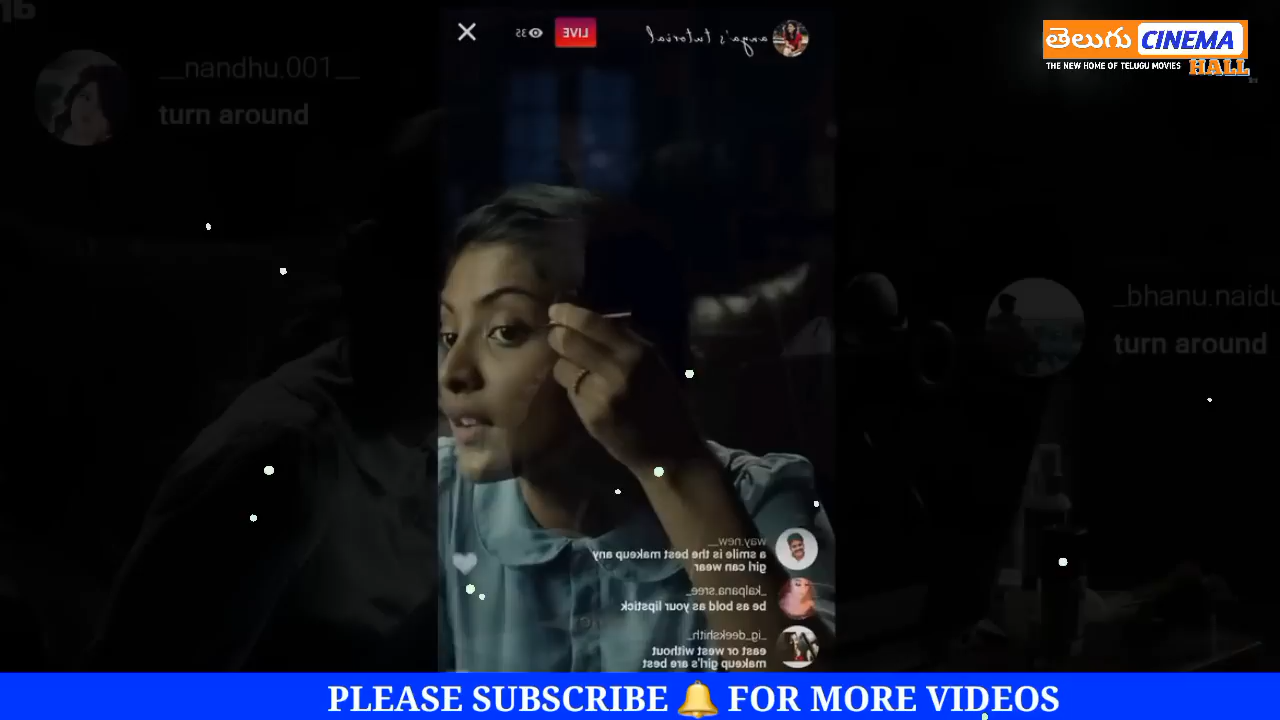 తెలుగు CINEMA
THE NEW HOME OF TELUGU MOVIES HALL
__nandhu.001__
turn around
LIVE
35
anya's tutorial
_bhanu.naidu
turn around
way.new__
a smile is the best makeup any
girl can wear
_kalpana.sree_
be as bold as your lipstick
_ig_deekshith_
east or west without
makeup girl's are best
PLEASE SUBSCRIBE 🔔 FOR MORE VIDEOS